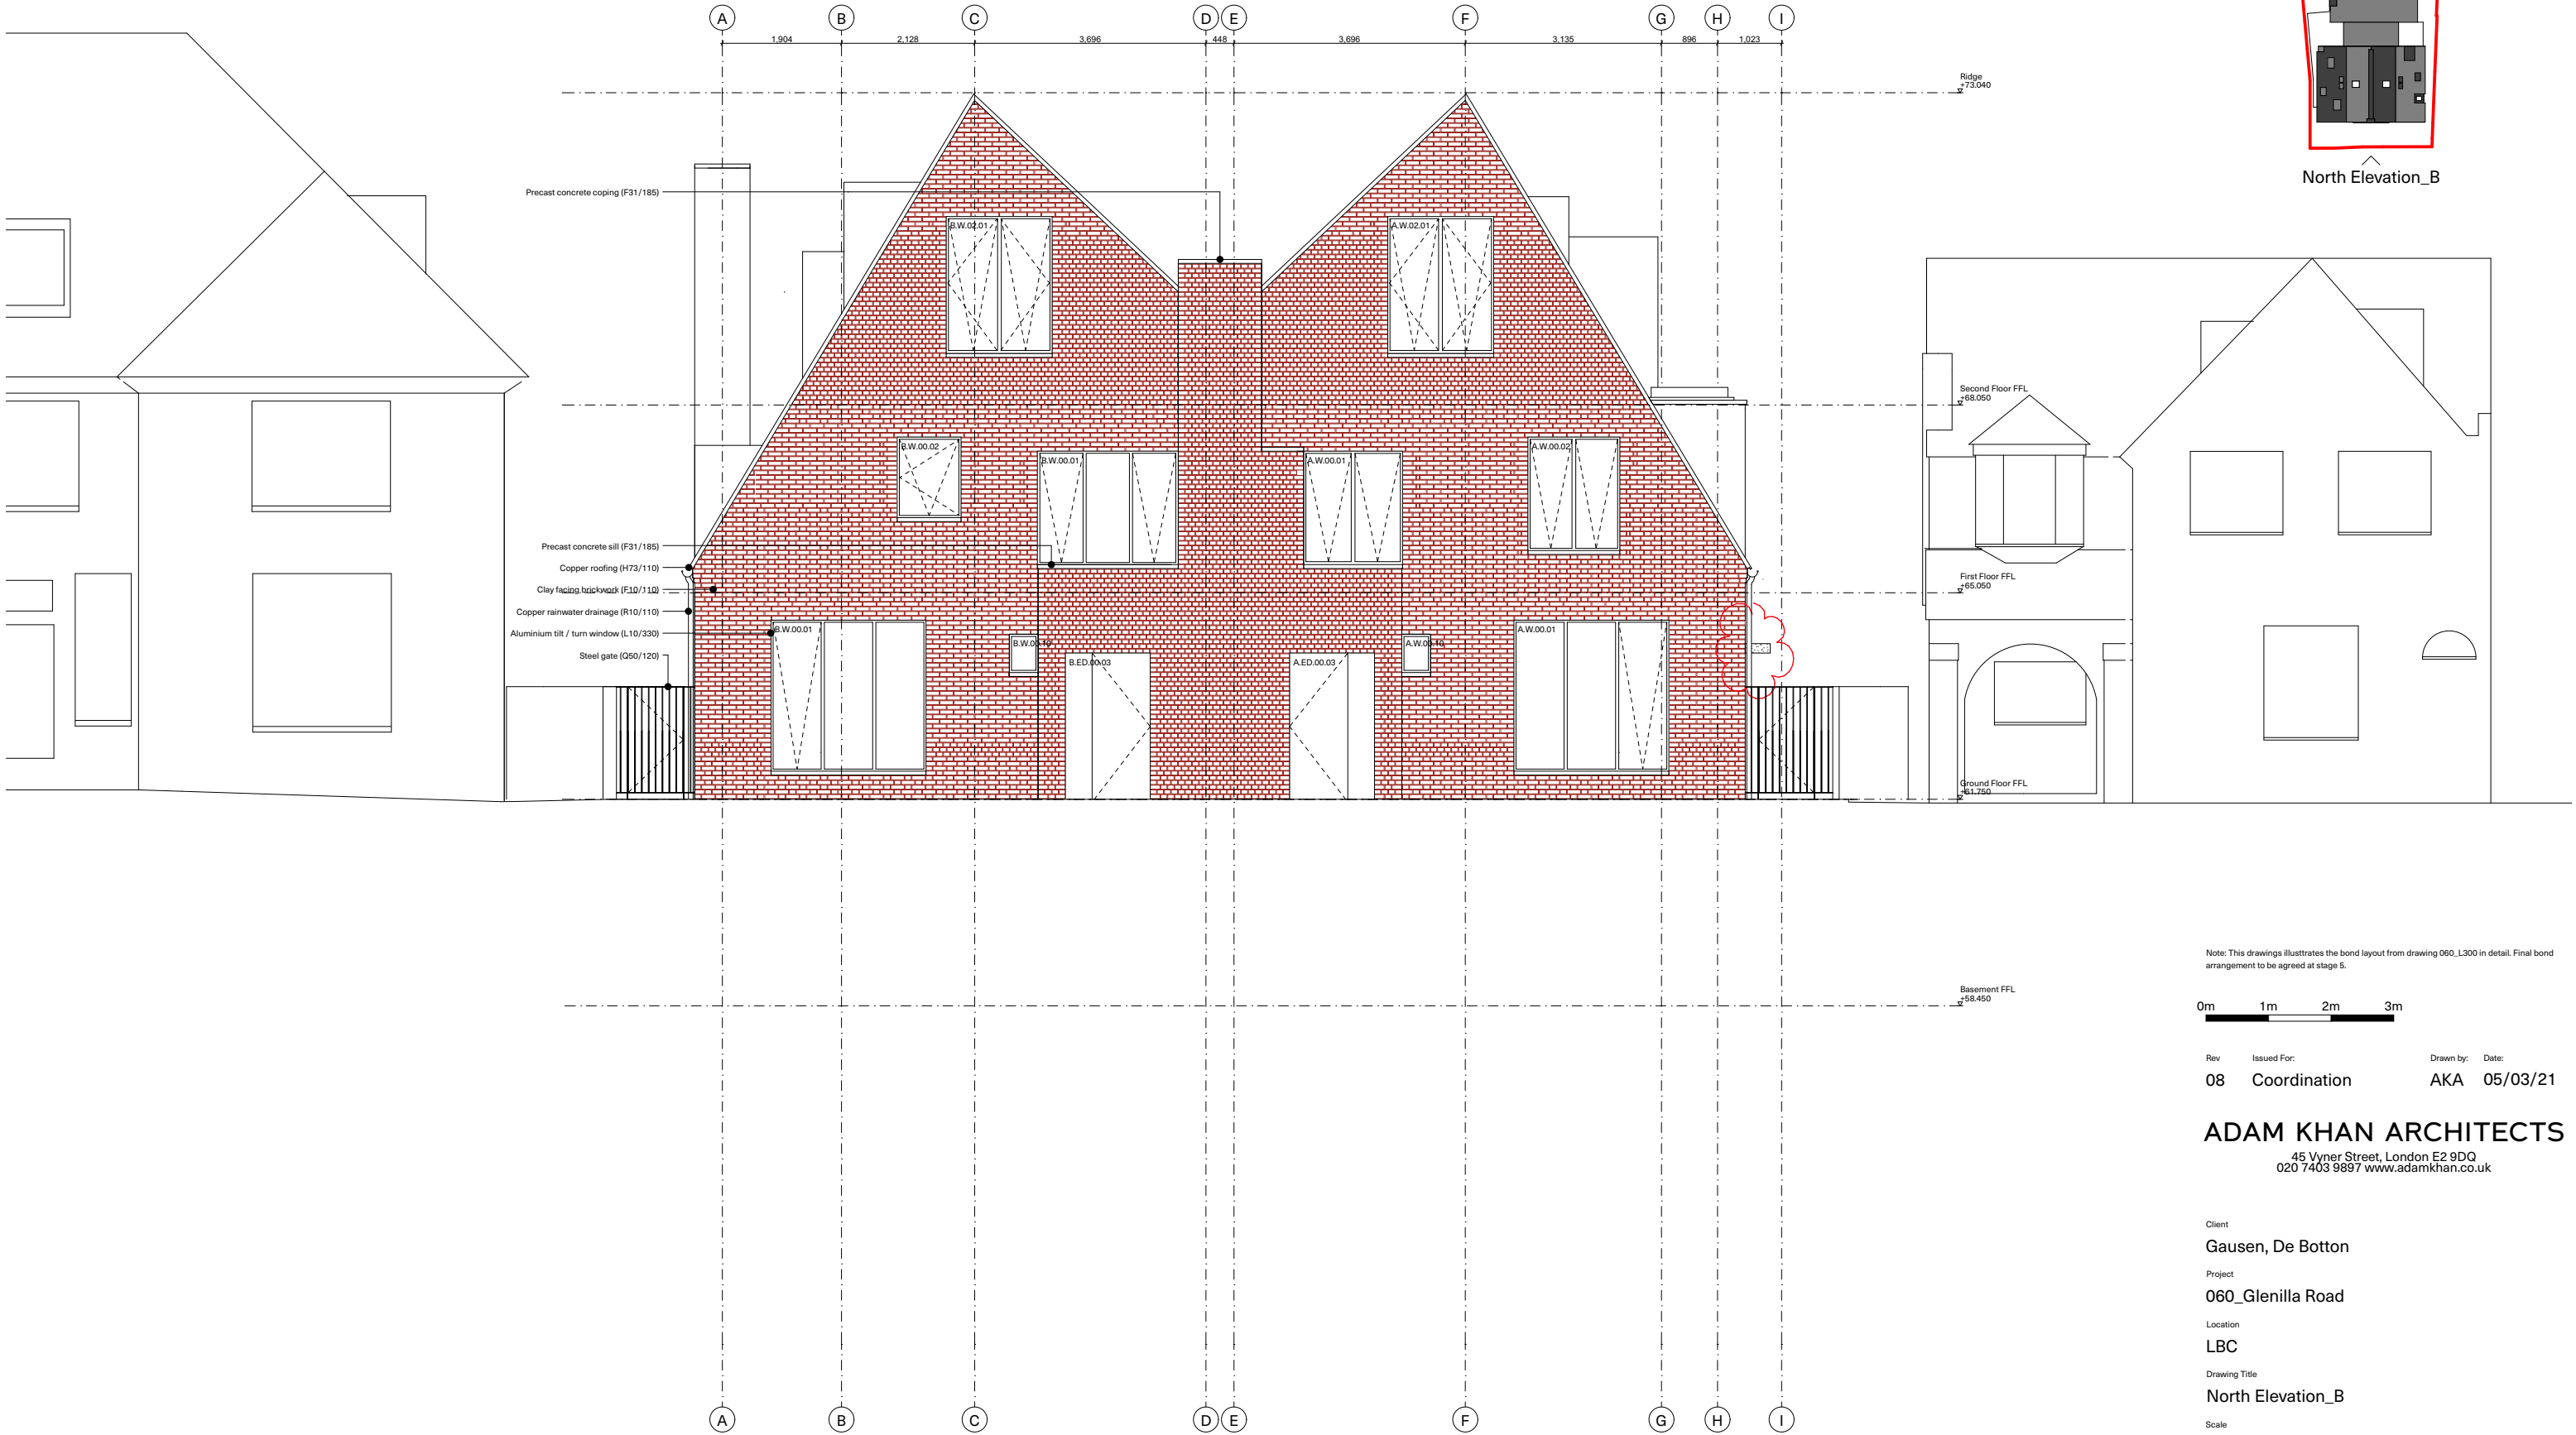 A B C D E F G H I
1,904 2,128 3,696 448 3,696 3,135 896 1,023
Ridge
+73.040
North Elevation_B
Precast concrete coping (F31/185)
B.W.02.01
A.W.02.01
Second Floor FFL
+68.050
B.W.00.02
B.W.00.01
A.W.00.01
A.W.00.02
Precast concrete sill (F31/185)
Copper roofing (H73/110)
Clay facing brickwork (F10/110)
Copper rainwater drainage (R10/110)
Aluminium tilt / turn window (L10/330)
Steel gate (Q50/120)
First Floor FFL
+65.050
B.W.00.01
B.W.00.10
B.ED.00.03
A.ED.00.03
A.W.00.10
A.W.00.01
Ground Floor FFL
+61.750
Note: This drawings illusttrates the bond layout from drawing 060_L300 in detail. Final bond
arrangement to be agreed at stage 5.
Basement FFL
+58.450
0m 1m 2m 3m
Rev Issued For: Drawn by: Date:
08 Coordination AKA 05/03/21
ADAM KHAN ARCHITECTS
45 Vyner Street, London E2 9DQ
020 7403 9897 www.adamkhan.co.uk
Client
Gausen, De Botton
Project
060_Glenilla Road
Location
LBC
Drawing Title
North Elevation_B
Scale
A B C D E F G H I